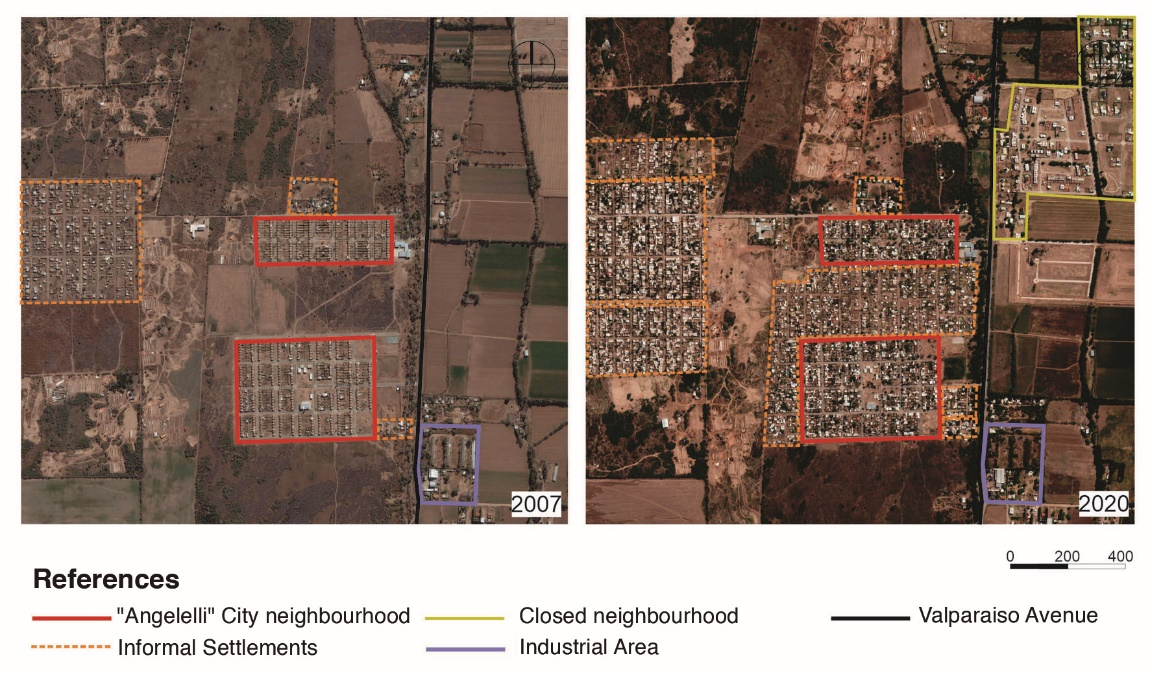 2007
2020
0 200 400
References
"Angelelli" City neighbourhood
Closed neighbourhood
Valparaiso Avenue
Informal Settlements
Industrial Area